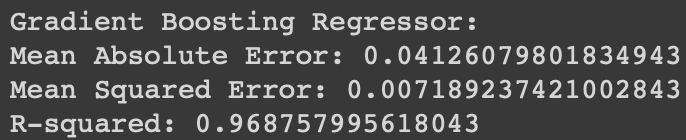 Gradient Boosting Regressor:
Mean Absolute Error: 0.04126079801834943
Mean Squared Error: 0.007189237421002843
R-squared: 0.968757995618043